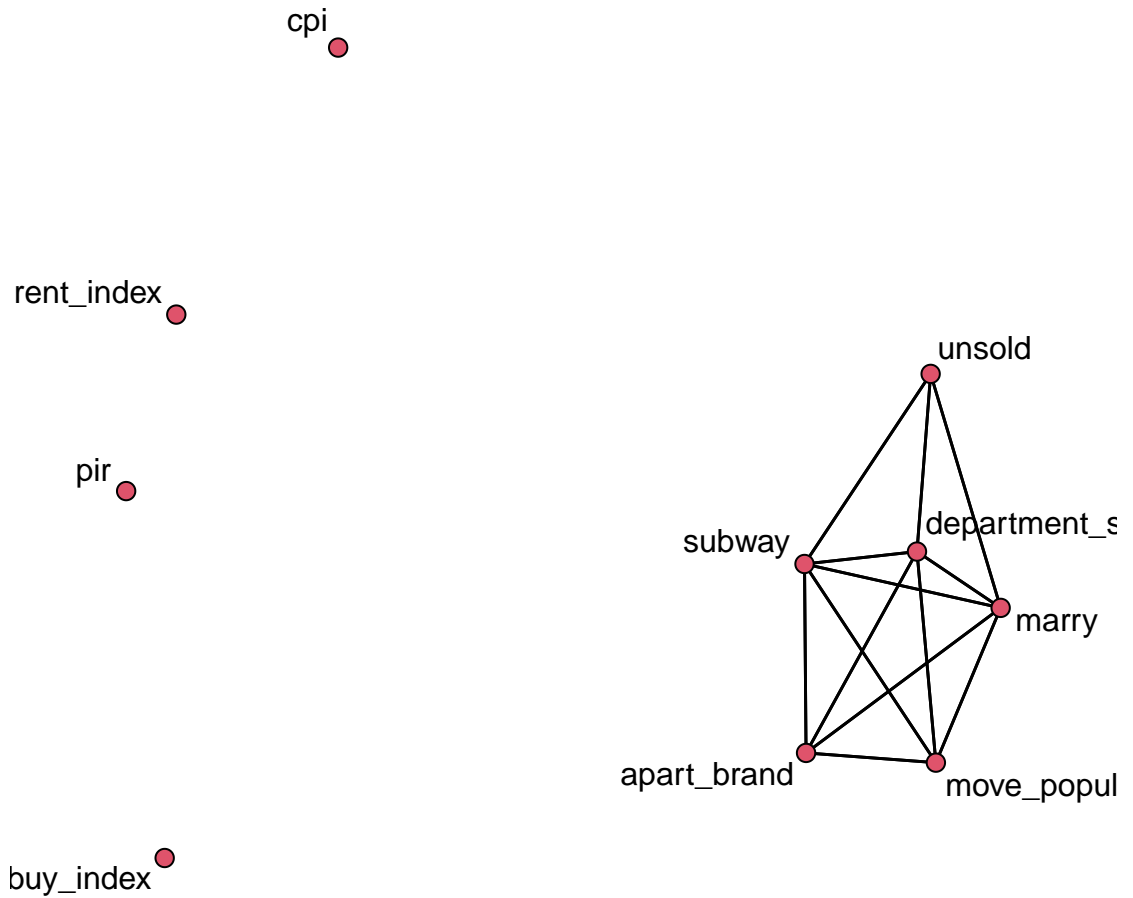 cpi
rent_index
unsold
pir
department_s
subway
marry
apart_brand
move_popul
buy_index